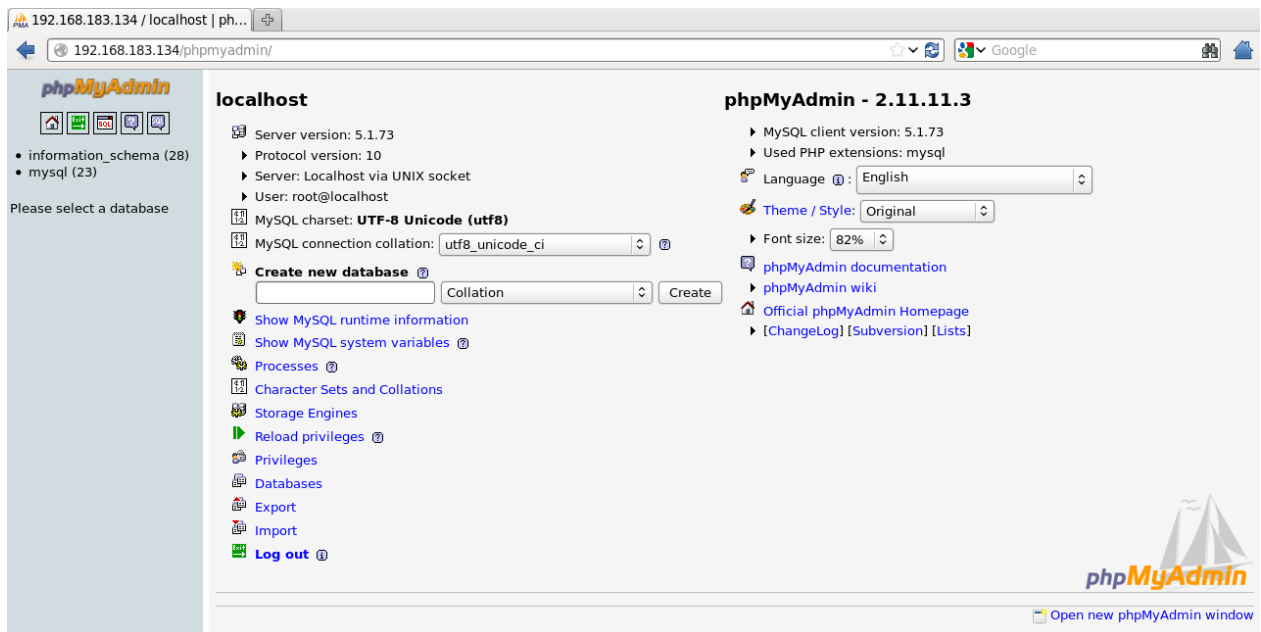 192.168.183.134 / localhost | ph...
192.168.183.134/phpmyadmin/
Google
phpMyAdmin
SQL
SQL
information_schema (28)
mysql (23)
Please select a database
localhost
Server version: 5.1.73
Protocol version: 10
Server: Localhost via UNIX socket
User: root@localhost
MySQL charset: UTF-8 Unicode (utf8)
MySQL connection collation: utf8_unicode_ci
Create new database
Collation Create
Show MySQL runtime information
Show MySQL system variables
Processes
Character Sets and Collations
Storage Engines
Reload privileges
Privileges
Databases
Export
Import
Log out
phpMyAdmin - 2.11.11.3
MySQL client version: 5.1.73
Used PHP extensions: mysql
Language : English
Theme / Style: Original
Font size: 82%
phpMyAdmin documentation
phpMyAdmin wiki
Official phpMyAdmin Homepage
[ChangeLog] [Subversion] [Lists]
phpMyAdmin
Open new phpMyAdmin window